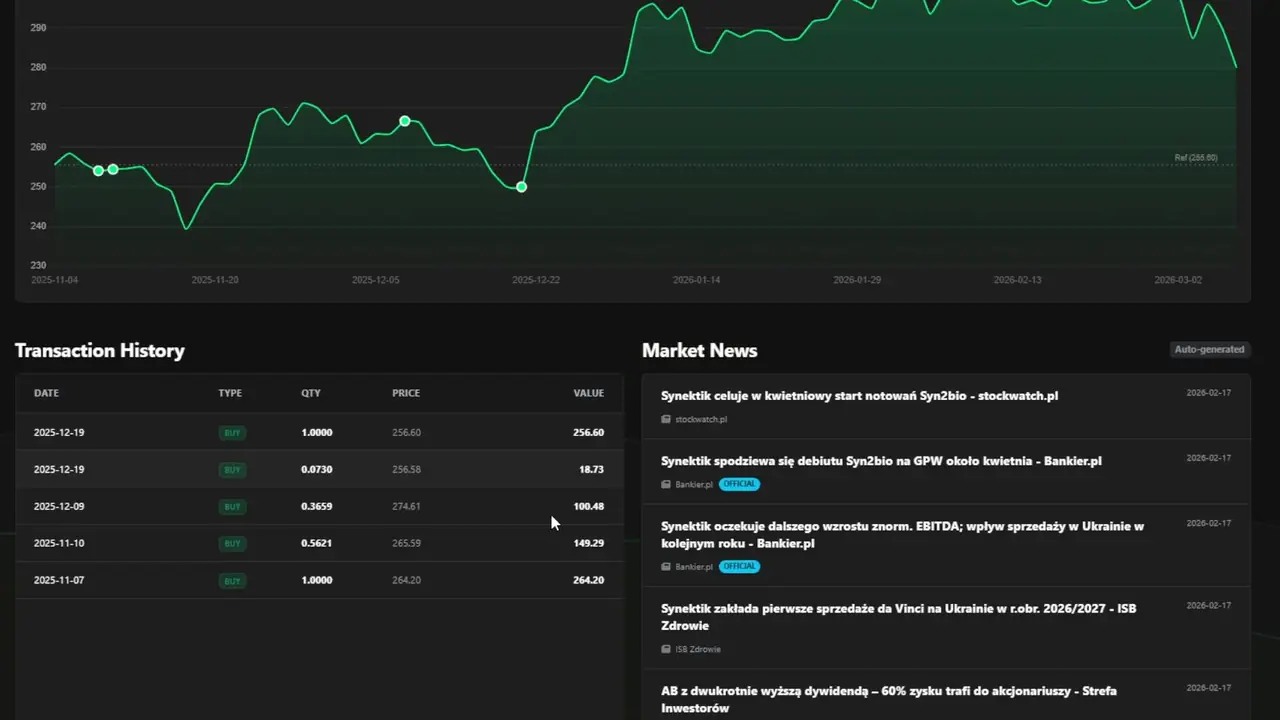 290
280
270
260
250
240
230
Ref (255.60)
2025-11-04 2025-11-20 2025-12-05 2025-12-22 2026-01-14 2026-01-29 2026-02-13 2026-03-02
Transaction History
DATE TYPE QTY PRICE VALUE
2025-12-19 BUY 1.0000 256.60 256.60
2025-12-19 BUY 0.0730 256.58 18.73
2025-12-09 BUY 0.3659 274.61 100.48
2025-11-10 BUY 0.5621 265.59 149.29
2025-11-07 BUY 1.0000 264.20 264.20
Market News Auto-generated
Synektik celuje w kwietniowy start notowań Syn2bio - stockwatch.pl 2026-02-17
stockwatch.pl
Synektik spodziewa się debiutu Syn2bio na GPW około kwietnia - Bankier.pl 2026-02-17
Bankier.pl OFFICIAL
Synektik oczekuje dalszego wzrostu znorm. EBITDA; wpływ sprzedaży w Ukrainie w 2026-02-17
kolejnym roku - Bankier.pl
Bankier.pl OFFICIAL
Synektik zakłada pierwsze sprzedaże da Vinci na Ukrainie w r.obr. 2026/2027 - ISB 2026-02-17
Zdrowie
ISB Zdrowie
AB z dwukrotnie wyższą dywidendą – 60% zysku trafi do akcjonariuszy - Strefa 2026-02-17
Inwestorów